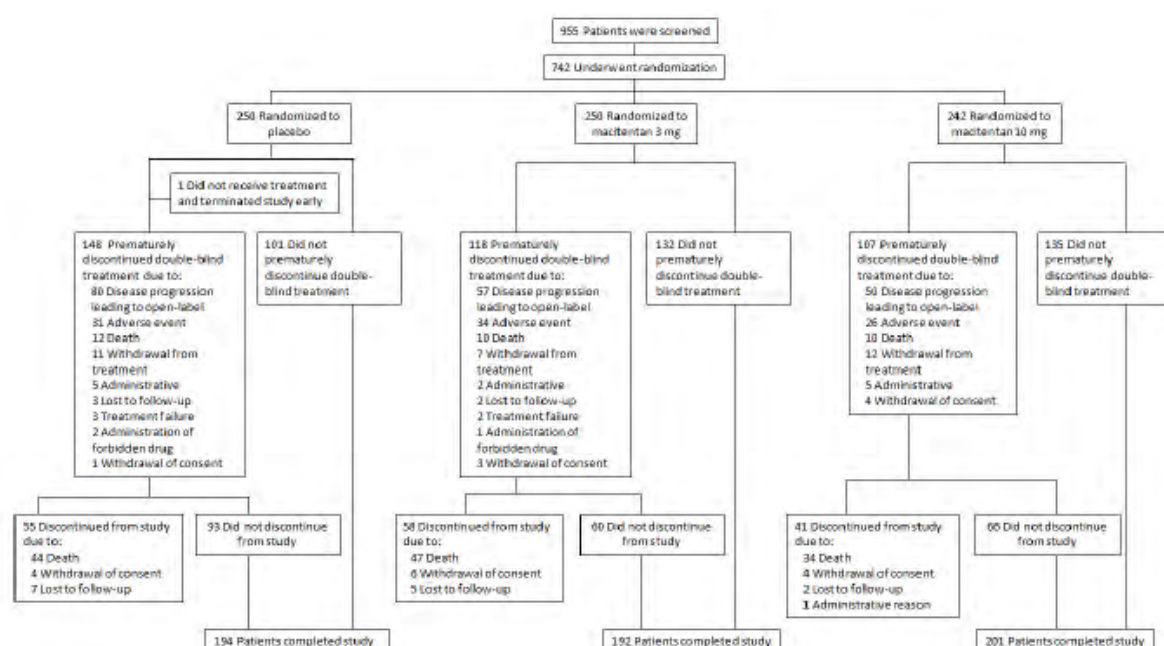 955 Patients were screened
742 Underwent randomization
250 Randomized to
placebo
250 Randomized to
macitentan 3 mg
242 Randomized to
macitentan 10 mg
1 Did not receive treatment
and terminated study early
148 Prematurely
discontinued double-blind
treatment due to:
80 Disease progression
leading to open-label
31 Adverse event
12 Death
11 Withdrawal from
treatment
5 Administrative
3 Lost to follow-up
3 Treatment failure
2 Administration of
forbidden drug
1 Withdrawal of consent
101 Did not
prematurely
discontinue double-
blind treatment
118 Prematurely
discontinued double-blind
treatment due to:
57 Disease progression
leading to open-label
34 Adverse event
10 Death
7 Withdrawal from
treatment
2 Administrative
2 Lost to follow-up
2 Treatment failure
1 Administration of
forbidden drug
3 Withdrawal of consent
132 Did not
prematurely
discontinue double-
blind treatment
107 Prematurely
discontinued double-blind
treatment due to:
50 Disease progression
leading to open-label
26 Adverse event
10 Death
12 Withdrawal from
treatment
5 Administrative
4 Withdrawal of consent
135 Did not
prematurely
discontinue double-
blind treatment
55 Discontinued from study
due to:
44 Death
4 Withdrawal of consent
7 Lost to follow-up
93 Did not discontinue
from study
58 Discontinued from study
due to:
47 Death
6 Withdrawal of consent
5 Lost to follow-up
60 Did not discontinue
from study
41 Discontinued from study
due to:
34 Death
4 Withdrawal of consent
2 Lost to follow-up
1 Administrative reason
66 Did not discontinue
from study
194 Patients completed study
192 Patients completed study
201 Patients completed study